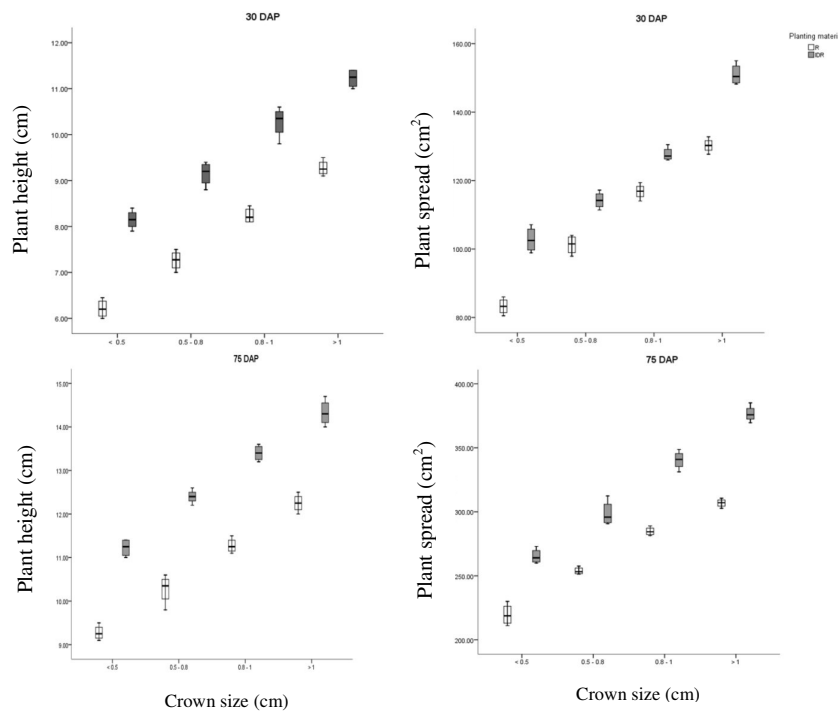 30 DAP
Plant height (cm)
12.00
11.00
10.00
9.00
8.00
7.00
6.00
< 0.5
0.5 - 0.8
0.8 - 1
> 1
30 DAP
Planting materi
R
IDR
Plant spread (cm²)
160.00
140.00
120.00
100.00
80.00
< 0.5
0.5 - 0.8
0.8 - 1
> 1
75 DAP
Plant height (cm)
15.00
14.00
13.00
12.00
11.00
10.00
9.00
< 0.5
0.5 - 0.8
0.8 - 1
> 1
Crown size (cm)
75 DAP
Plant spread (cm²)
400.00
350.00
300.00
250.00
200.00
< 0.5
0.5 - 0.8
0.8 - 1
> 1
Crown size (cm)